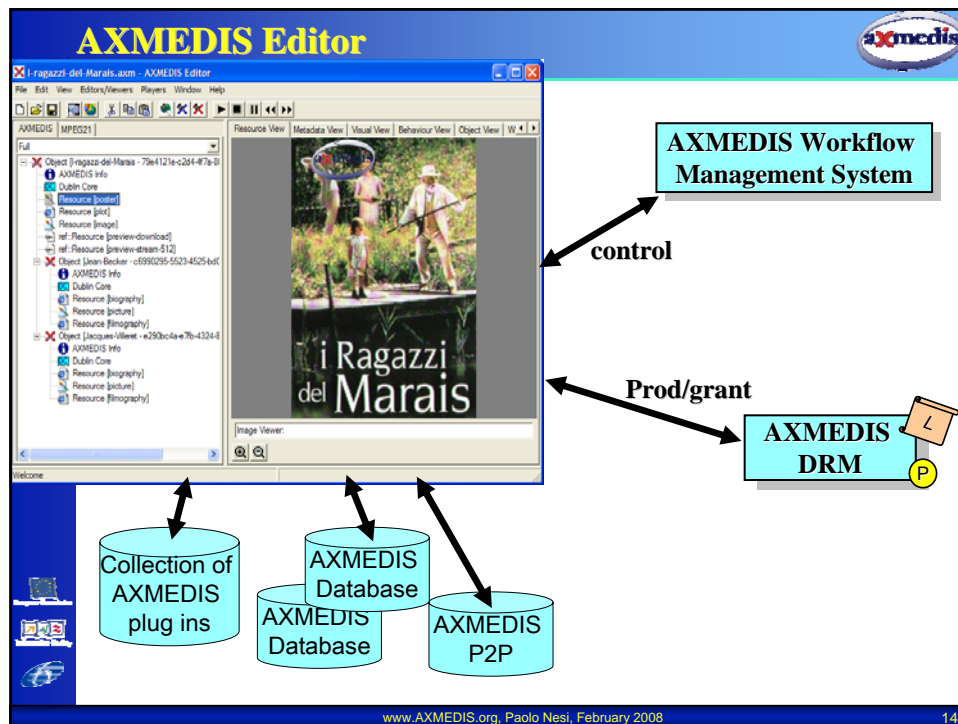 AXMEDIS Editor
axmedis
I-ragazzi-del-Marais.axm - AXMEDIS Editor
File Edit View Editors/Viewers Players Window Help
AXMEDIS MPEG21
Full
Object [I-ragazzi-del-Marais - 79e4121e-c2d4-4f7a-8
AXMEDIS Info
Dublin Core
Resource [poster]
Resource [plot]
Resource [image]
ref::Resource [preview-download]
ref::Resource [preview-stream-512]
Object [Jean-Becker - c6990295-5523-4525-bd
AXMEDIS Info
Dublin Core
Resource [biography]
Resource [picture]
Resource [filmography]
Object [Jacques-Villeret - e290bc4a-e7fb-4324-8
AXMEDIS Info
Dublin Core
Resource [biography]
Resource [picture]
Resource [filmography]
Resource View Metadata View Visual View Behaviour View Object View W
axmedis
i Ragazzi
del Marais
Image Viewer:
Welcome
AXMEDIS Workflow
Management System
control
Prod/grant
AXMEDIS
DRM
L
P
Collection of
AXMEDIS
plug ins
AXMEDIS
Database
AXMEDIS
Database
AXMEDIS
P2P
www.AXMEDIS.org, Paolo Nesi, February 2008
14